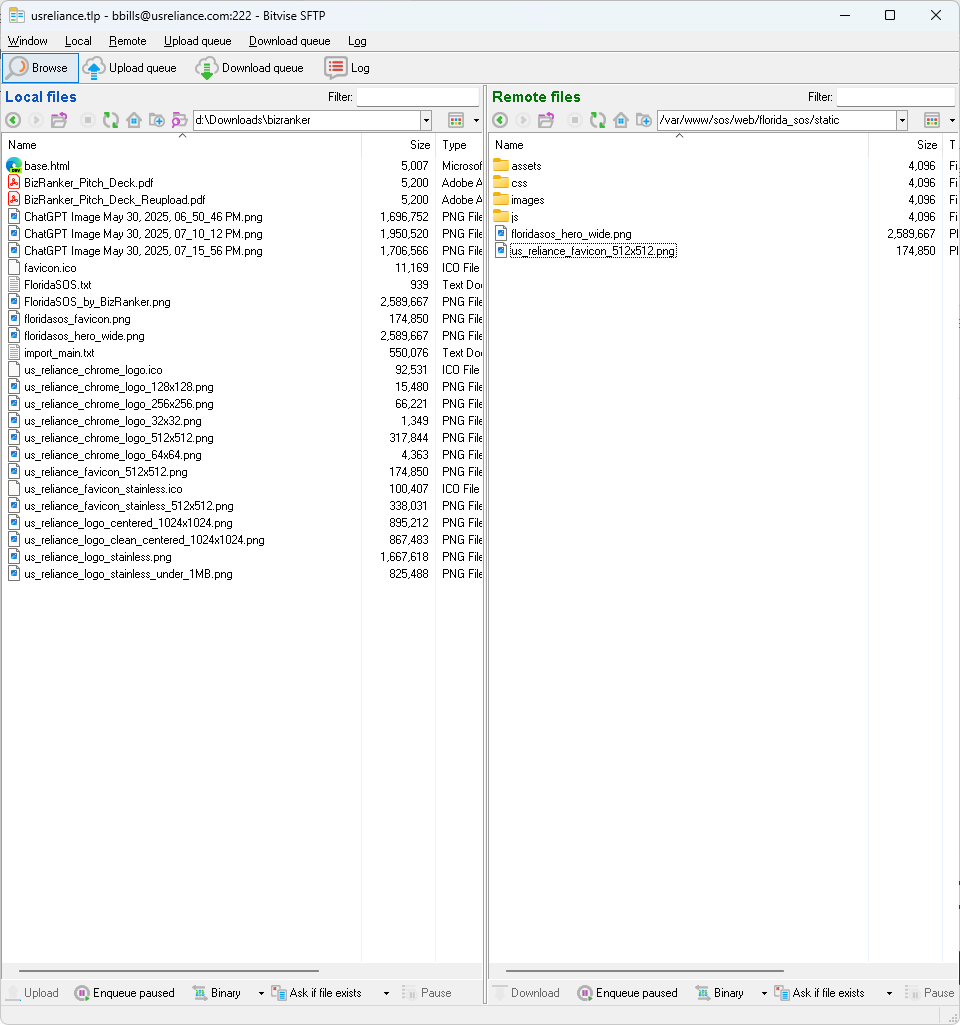 usreliance.tlp - bbills@usreliance.com:222 - Bitvise SFTP
Window Local Remote Upload queue Download queue Log
Browse Upload queue Download queue Log
Local files Filter:
d:\Downloads\bizranker
Name Size Type
base.html 5,007 Microsof
BizRanker_Pitch_Deck.pdf 5,200 Adobe A
BizRanker_Pitch_Deck_Reupload.pdf 5,200 Adobe A
ChatGPT Image May 30, 2025, 06_50_46 PM.png 1,696,752 PNG File
ChatGPT Image May 30, 2025, 07_10_12 PM.png 1,950,520 PNG File
ChatGPT Image May 30, 2025, 07_15_56 PM.png 1,706,566 PNG File
favicon.ico 11,169 ICO File
FloridaSOS.txt 939 Text Doc
FloridaSOS_by_BizRanker.png 2,589,667 PNG File
floridasos_favicon.png 174,850 PNG File
floridasos_hero_wide.png 2,589,667 PNG File
import_main.txt 550,076 Text Doc
us_reliance_chrome_logo.ico 92,531 ICO File
us_reliance_chrome_logo_128x128.png 15,480 PNG File
us_reliance_chrome_logo_256x256.png 66,221 PNG File
us_reliance_chrome_logo_32x32.png 1,349 PNG File
us_reliance_chrome_logo_512x512.png 317,844 PNG File
us_reliance_chrome_logo_64x64.png 4,363 PNG File
us_reliance_favicon_512x512.png 174,850 PNG File
us_reliance_favicon_stainless.ico 100,407 ICO File
us_reliance_favicon_stainless_512x512.png 338,031 PNG File
us_reliance_logo_centered_1024x1024.png 895,212 PNG File
us_reliance_logo_clean_centered_1024x1024.png 867,483 PNG File
us_reliance_logo_stainless.png 1,667,618 PNG File
us_reliance_logo_stainless_under_1MB.png 825,488 PNG File
Upload Enqueue paused Binary Ask if file exists Pause
Remote files Filter:
/var/www/sos/web/florida_sos/static
Name Size T
assets 4,096 Fi
css 4,096 Fi
images 4,096 Fi
js 4,096 Fi
floridasos_hero_wide.png 2,589,667 Pl
us_reliance_favicon_512x512.png 174,850 Pl
Download Enqueue paused Binary Ask if file exists Pause